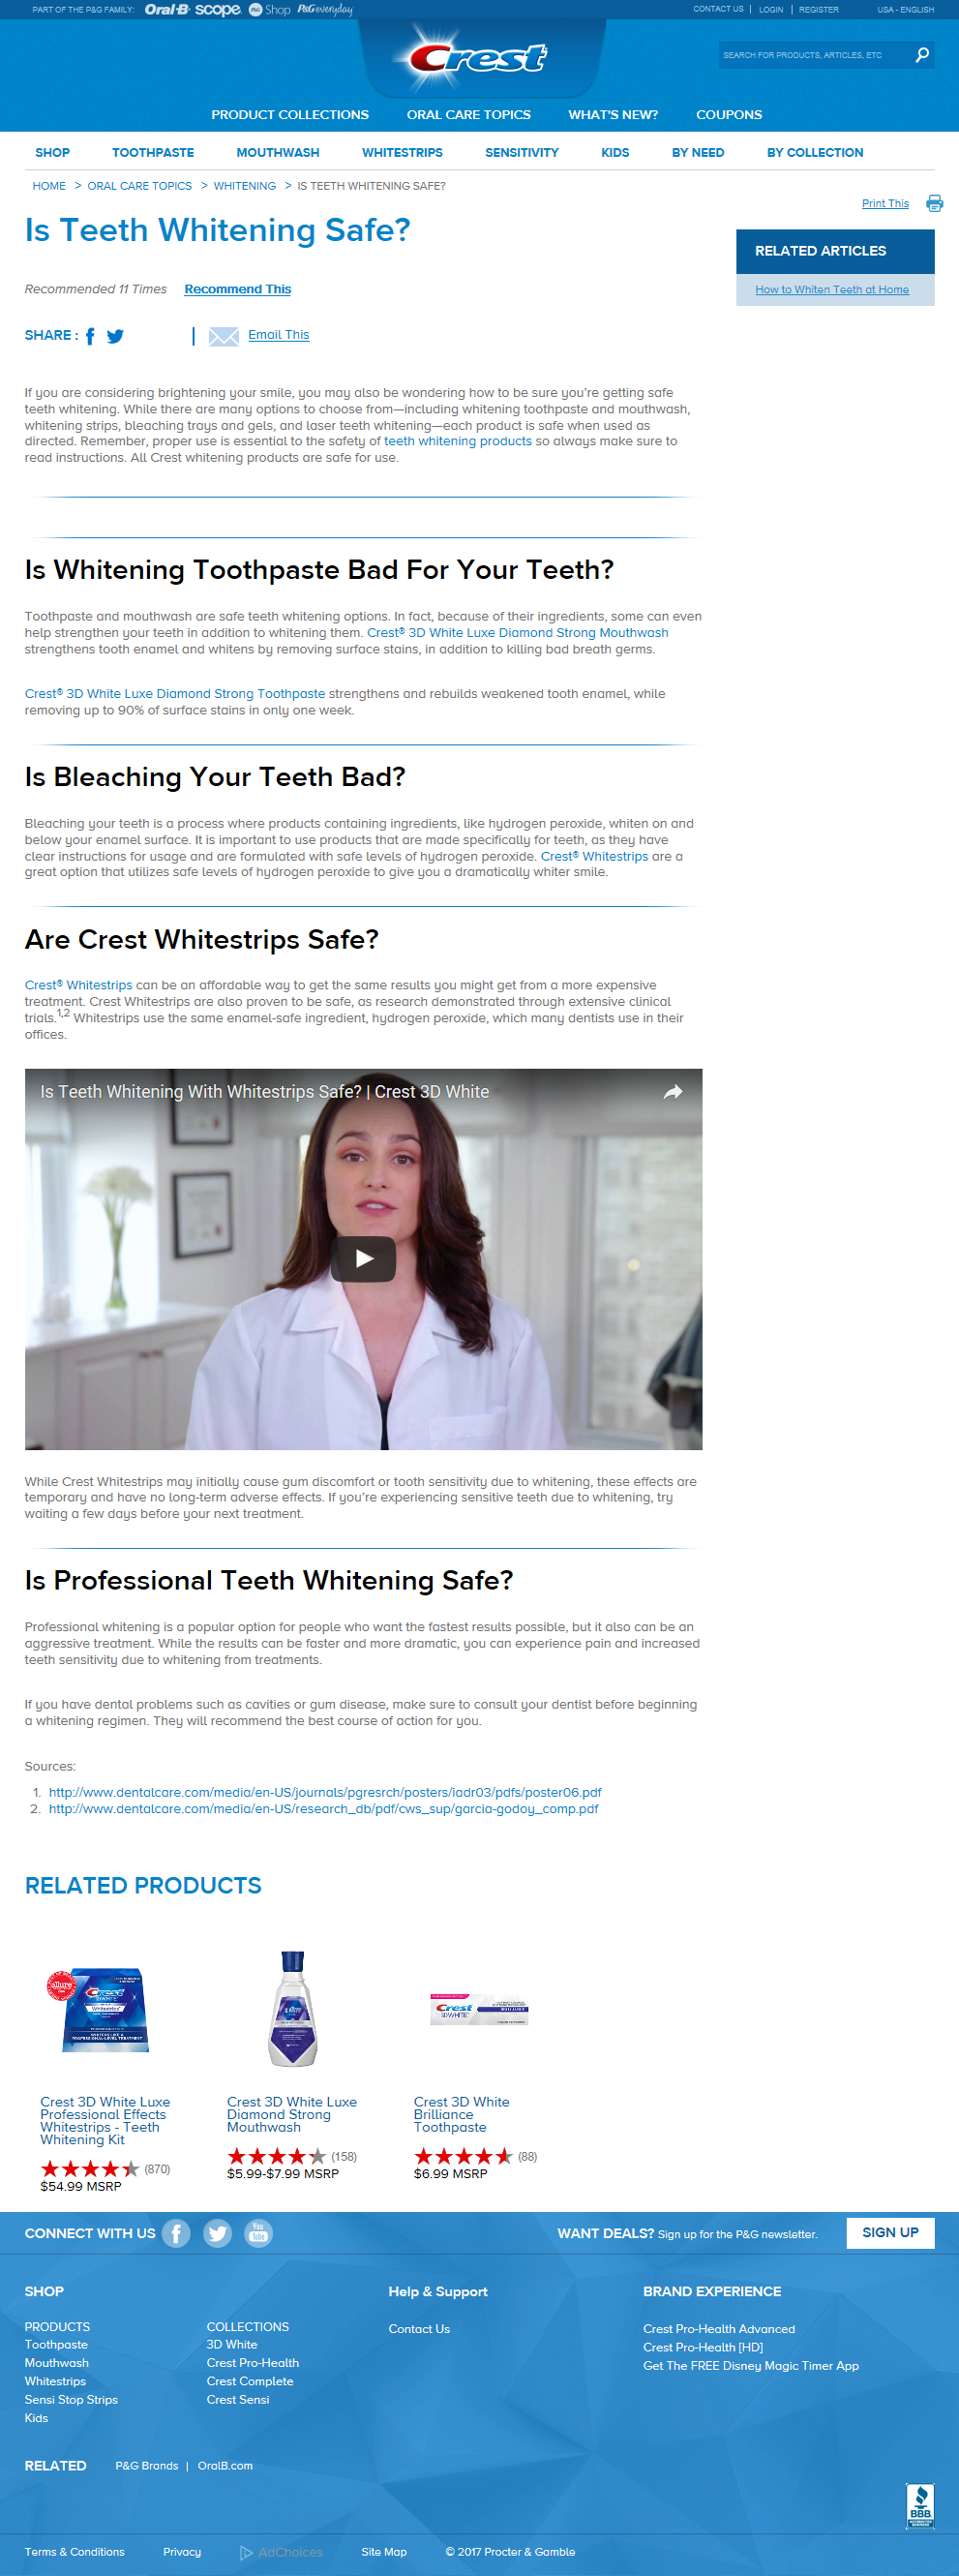 PART OF THE P&G FAMILY: Oral-B SCOPE P&G Shop P&G everyday CONTACT US | LOGIN | REGISTER USA - ENGLISH
Crest
SEARCH FOR PRODUCTS, ARTICLES, ETC
PRODUCT COLLECTIONS ORAL CARE TOPICS WHAT'S NEW? COUPONS
SHOP TOOTHPASTE MOUTHWASH WHITESTRIPS SENSITIVITY KIDS BY NEED BY COLLECTION
HOME > ORAL CARE TOPICS > WHITENING > IS TEETH WHITENING SAFE?
Print This
Is Teeth Whitening Safe?
RELATED ARTICLES
How to Whiten Teeth at Home
Recommended 11 Times Recommend This
SHARE : | Email This
If you are considering brightening your smile, you may also be wondering how to be sure you're getting safe
teeth whitening. While there are many options to choose from—including whitening toothpaste and mouthwash,
whitening strips, bleaching trays and gels, and laser teeth whitening—each product is safe when used as
directed. Remember, proper use is essential to the safety of teeth whitening products so always make sure to
read instructions. All Crest whitening products are safe for use.
Is Whitening Toothpaste Bad For Your Teeth?
Toothpaste and mouthwash are safe teeth whitening options. In fact, because of their ingredients, some can even
help strengthen your teeth in addition to whitening them. Crest® 3D White Luxe Diamond Strong Mouthwash
strengthens tooth enamel and whitens by removing surface stains, in addition to killing bad breath germs.
Crest® 3D White Luxe Diamond Strong Toothpaste strengthens and rebuilds weakened tooth enamel, while
removing up to 90% of surface stains in only one week.
Is Bleaching Your Teeth Bad?
Bleaching your teeth is a process where products containing ingredients, like hydrogen peroxide, whiten on and
below your enamel surface. It is important to use products that are made specifically for teeth, as they have
clear instructions for usage and are formulated with safe levels of hydrogen peroxide. Crest® Whitestrips are a
great option that utilizes safe levels of hydrogen peroxide to give you a dramatically whiter smile.
Are Crest Whitestrips Safe?
Crest® Whitestrips can be an affordable way to get the same results you might get from a more expensive
treatment. Crest Whitestrips are also proven to be safe, as research demonstrated through extensive clinical
trials.1,2 Whitestrips use the same enamel-safe ingredient, hydrogen peroxide, which many dentists use in their
offices.
Is Teeth Whitening With Whitestrips Safe? | Crest 3D White
While Crest Whitestrips may initially cause gum discomfort or tooth sensitivity due to whitening, these effects are
temporary and have no long-term adverse effects. If you're experiencing sensitive teeth due to whitening, try
waiting a few days before your next treatment.
Is Professional Teeth Whitening Safe?
Professional whitening is a popular option for people who want the fastest results possible, but it also can be an
aggressive treatment. While the results can be faster and more dramatic, you can experience pain and increased
teeth sensitivity due to whitening from treatments.
If you have dental problems such as cavities or gum disease, make sure to consult your dentist before beginning
a whitening regimen. They will recommend the best course of action for you.
Sources:
1. http://www.dentalcare.com/media/en-US/journals/pgresrch/posters/iadr03/pdfs/poster06.pdf
2. http://www.dentalcare.com/media/en-US/research_db/pdf/cws_sup/garcia-godoy_comp.pdf
RELATED PRODUCTS
allure
Crest
Whitestrips
Crest
3D WHITE
Crest 3D White Luxe
Professional Effects
Whitestrips - Teeth
Whitening Kit
(870)
$54.99 MSRP
Crest 3D White Luxe
Diamond Strong
Mouthwash
(158)
$5.99-$7.99 MSRP
Crest 3D White
Brilliance
Toothpaste
(88)
$6.99 MSRP
CONNECT WITH US You Tube WANT DEALS? Sign up for the P&G newsletter. SIGN UP
SHOP
PRODUCTS
Toothpaste
Mouthwash
Whitestrips
Sensi Stop Strips
Kids
COLLECTIONS
3D White
Crest Pro-Health
Crest Complete
Crest Sensi
Help & Support
Contact Us
BRAND EXPERIENCE
Crest Pro-Health Advanced
Crest Pro-Health [HD]
Get The FREE Disney Magic Timer App
RELATED P&G Brands | OralB.com
BBB
Terms & Conditions Privacy AdChoices Site Map © 2017 Procter & Gamble